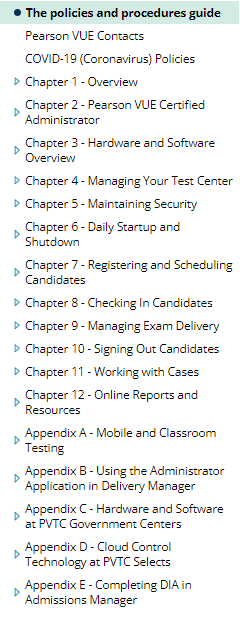 The policies and procedures guide
Pearson VUE Contacts
COVID-19 (Coronavirus) Policies
Chapter 1 - Overview
Chapter 2 - Pearson VUE Certified
Administrator
Chapter 3 - Hardware and Software
Overview
Chapter 4 - Managing Your Test Center
Chapter 5 - Maintaining Security
Chapter 6 - Daily Startup and
Shutdown
Chapter 7 - Registering and Scheduling
Candidates
Chapter 8 - Checking In Candidates
Chapter 9 - Managing Exam Delivery
Chapter 10 - Signing Out Candidates
Chapter 11 - Working with Cases
Chapter 12 - Online Reports and
Resources
Appendix A - Mobile and Classroom
Testing
Appendix B - Using the Administrator
Application in Delivery Manager
Appendix C - Hardware and Software
at PVTC Government Centers
Appendix D - Cloud Control
Technology at PVTC Selects
Appendix E - Completing DIA in
Admissions Manager